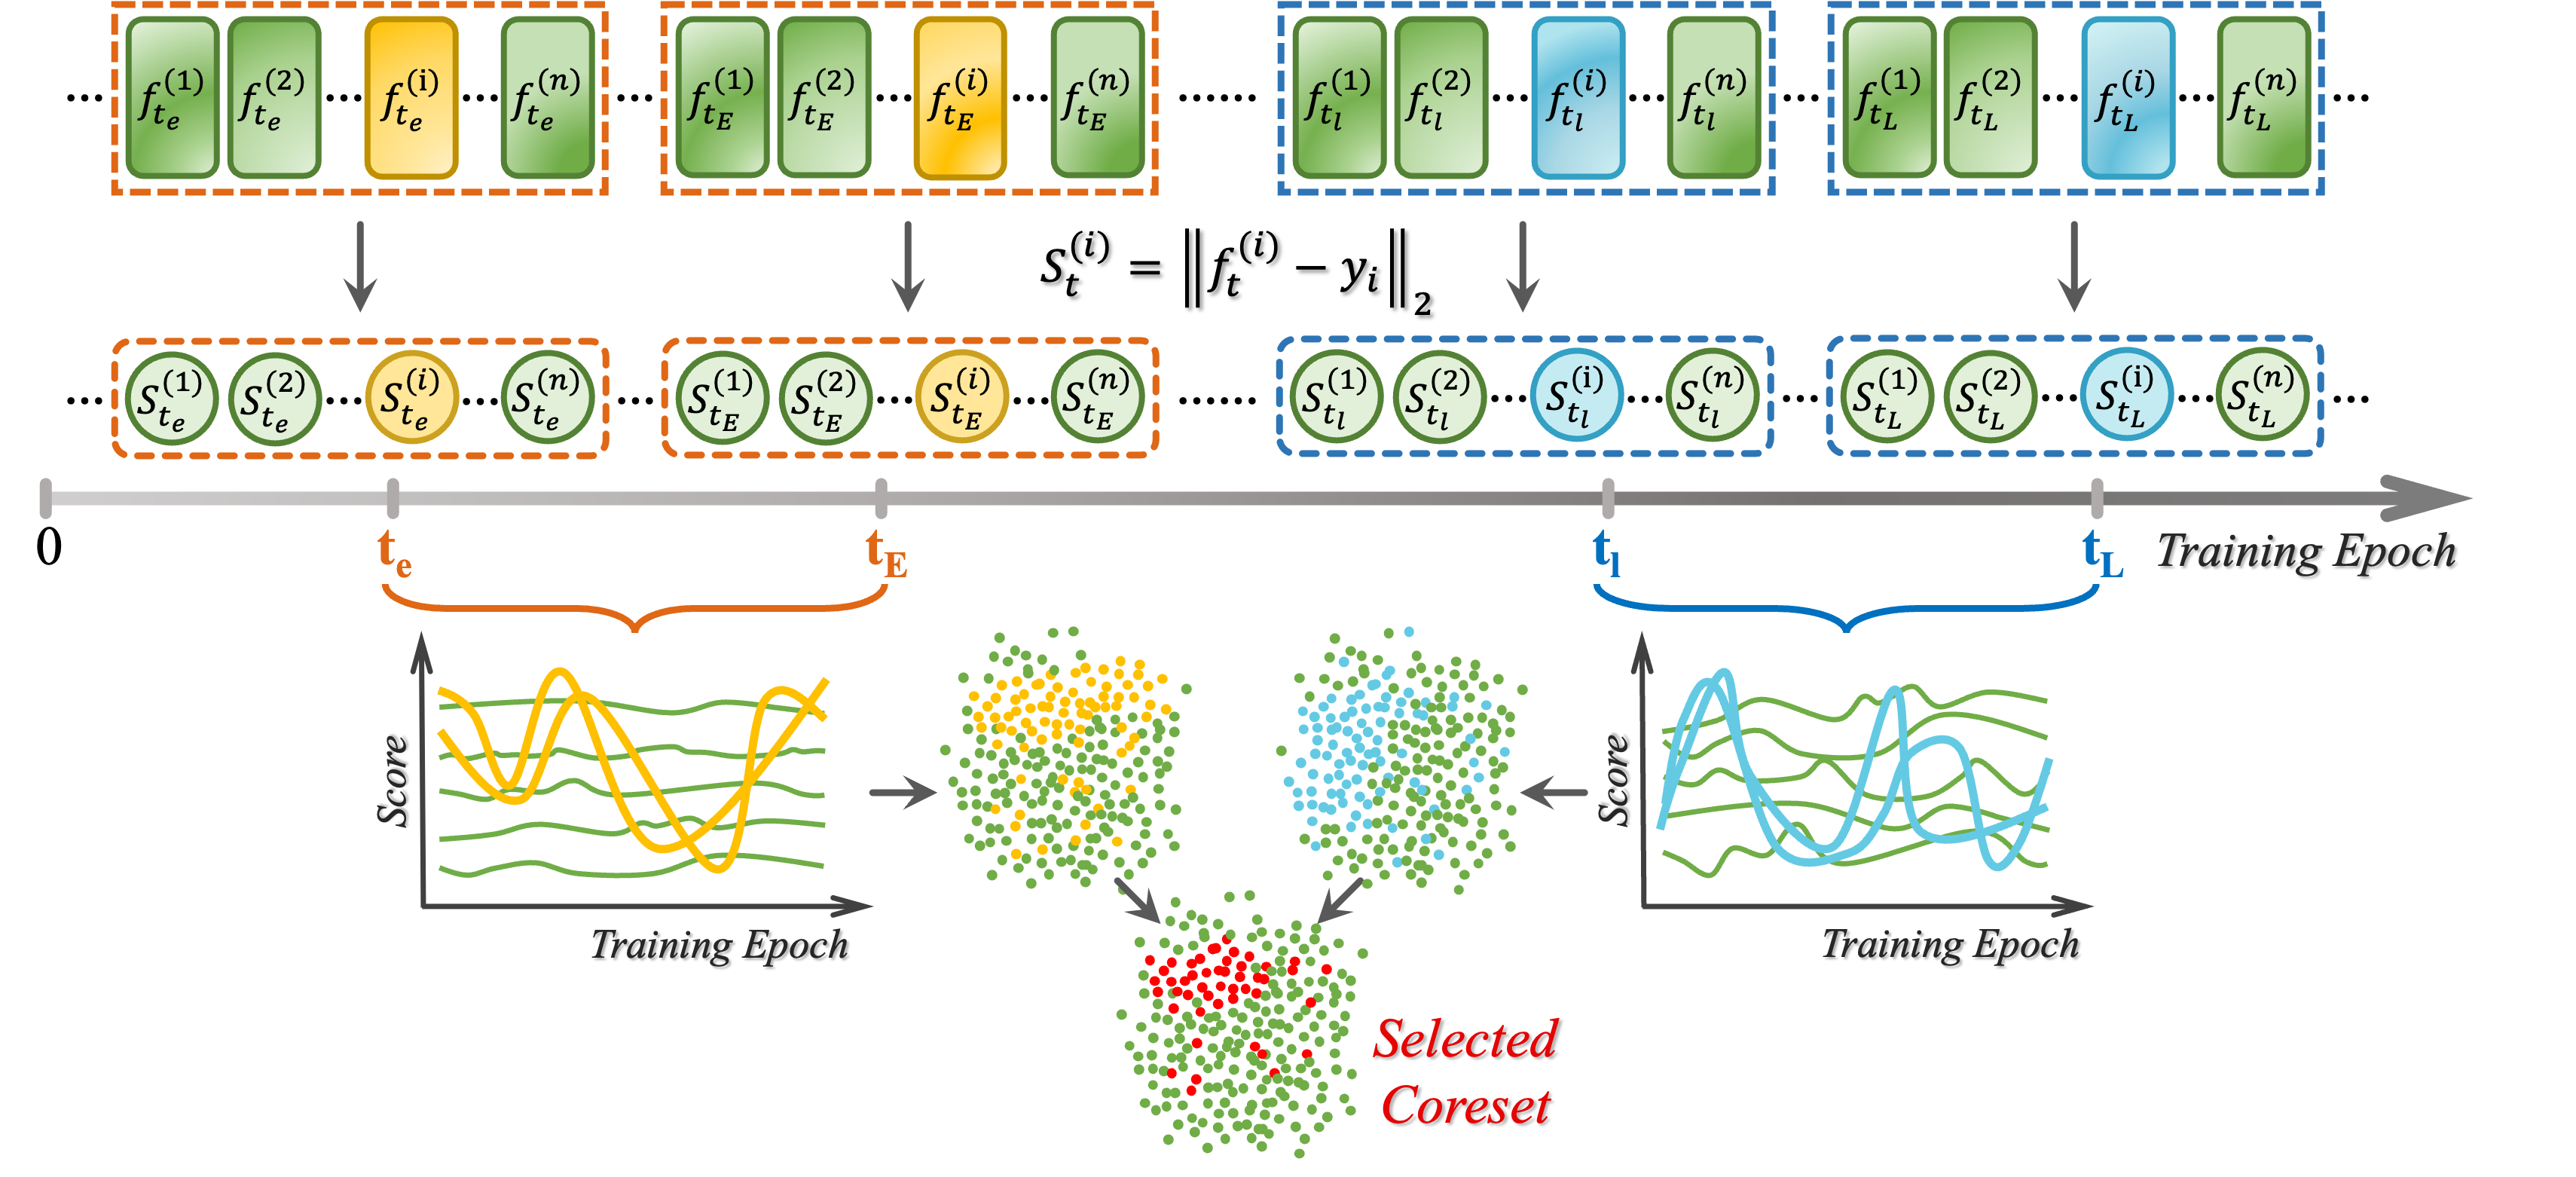 … f_{t_e}^{(1)} f_{t_e}^{(2)} … f_{t_e}^{(i)} … f_{t_e}^{(n)} … f_{t_E}^{(1)} f_{t_E}^{(2)} … f_{t_E}^{(i)} … f_{t_E}^{(n)} …… f_{t_l}^{(1)} f_{t_l}^{(2)} … f_{t_l}^{(i)} … f_{t_l}^{(n)} … f_{t_L}^{(1)} f_{t_L}^{(2)} … f_{t_L}^{(i)} … f_{t_L}^{(n)} …
S_t^{(i)} = ‖f_t^{(i)} − y_i‖_2
… S_{t_e}^{(1)} S_{t_e}^{(2)} … S_{t_e}^{(i)} … S_{t_e}^{(n)} … S_{t_E}^{(1)} S_{t_E}^{(2)} … S_{t_E}^{(i)} … S_{t_E}^{(n)} …… S_{t_l}^{(1)} S_{t_l}^{(2)} … S_{t_l}^{(i)} … S_{t_l}^{(n)} … S_{t_L}^{(1)} S_{t_L}^{(2)} … S_{t_L}^{(i)} … S_{t_L}^{(n)} …
0 t_e t_E t_l t_L Training Epoch
Score
Training Epoch
Score
Training Epoch
Selected
Coreset